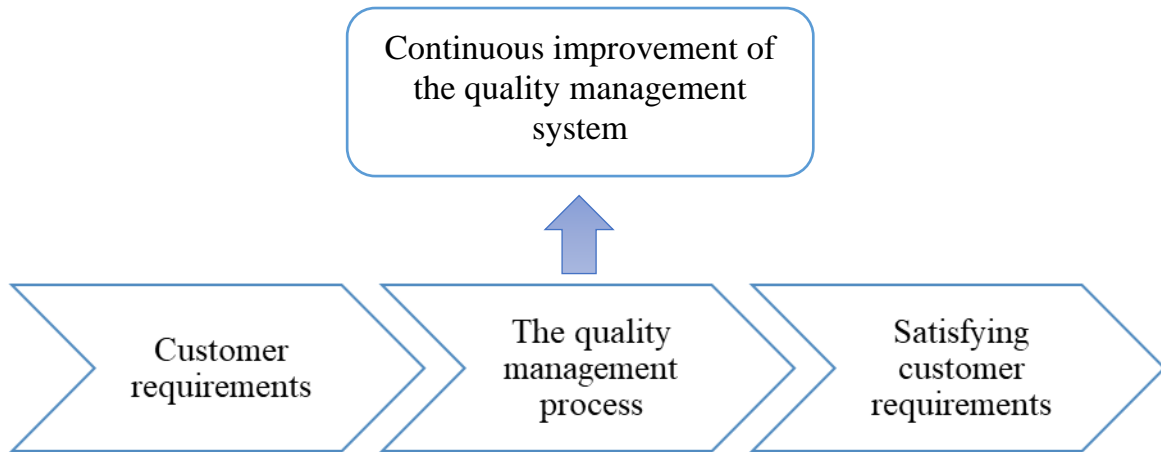 Continuous improvement of
the quality management
system
Customer
requirements
The quality
management
process
Satisfying
customer
requirements